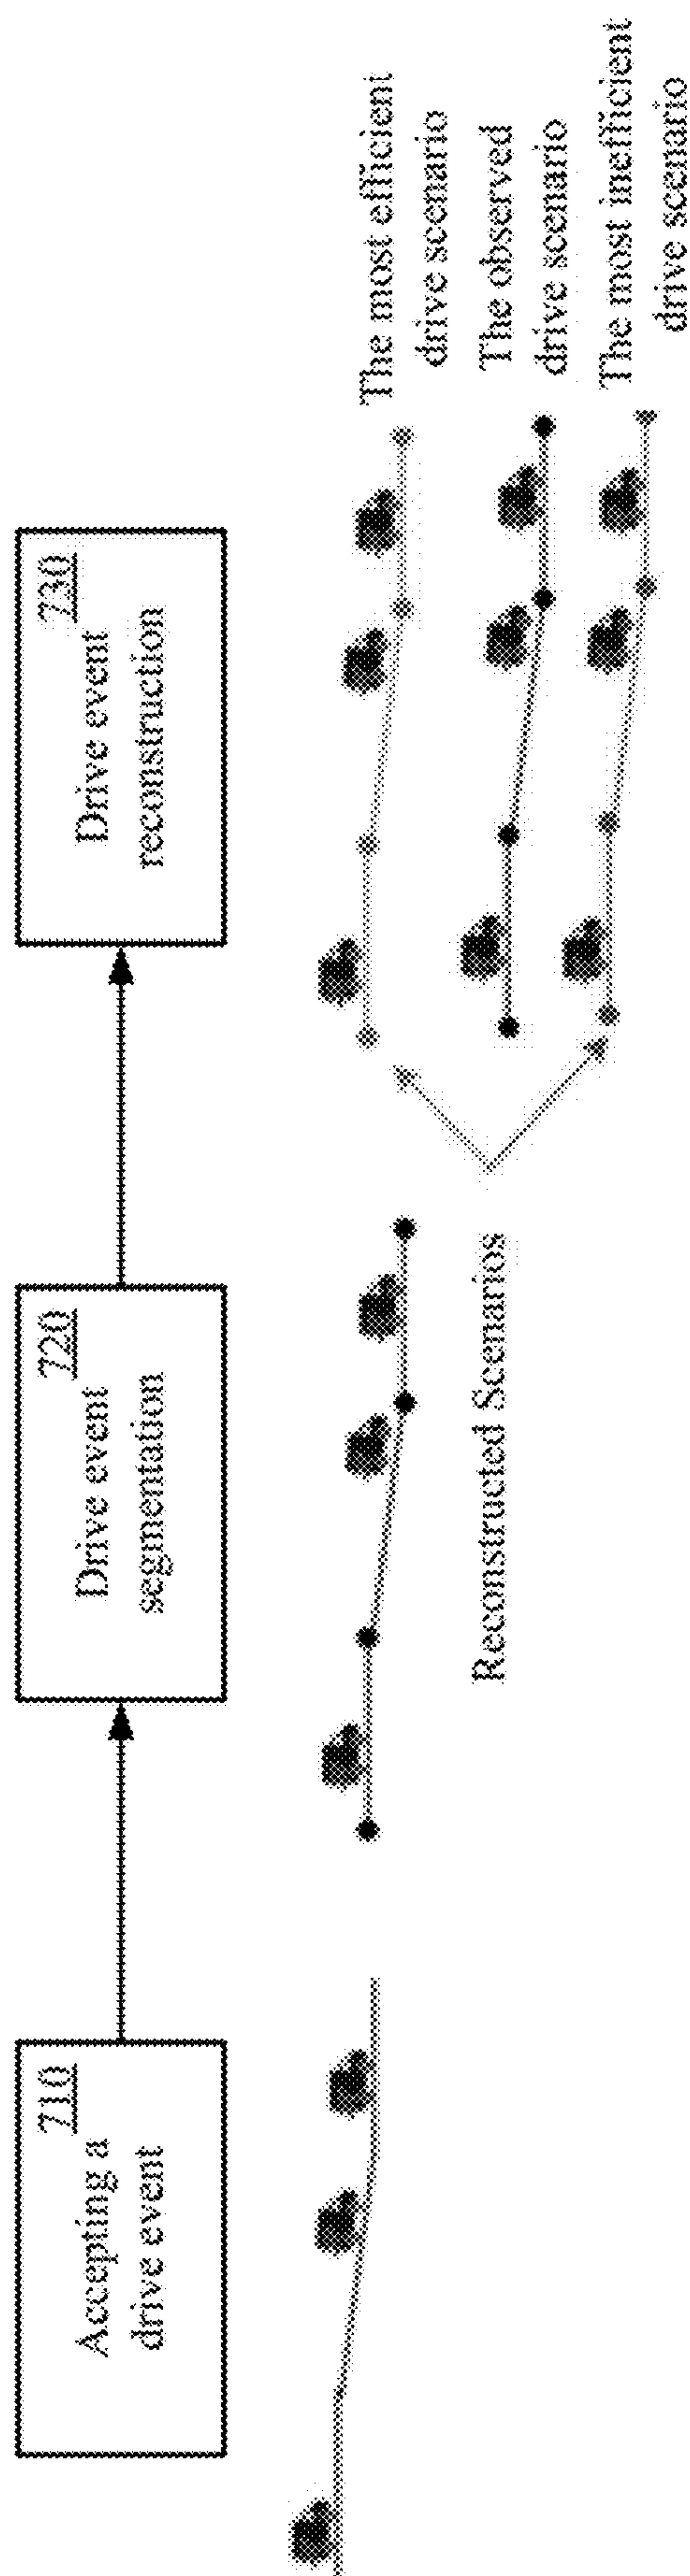 710
Accepting a
drive event
720
Drive event
segmentation
730
Drive event
reconstruction
Reconstructed Scenarios
The most efficient
drive scenario
The observed
drive scenario
The most inefficient
drive scenario